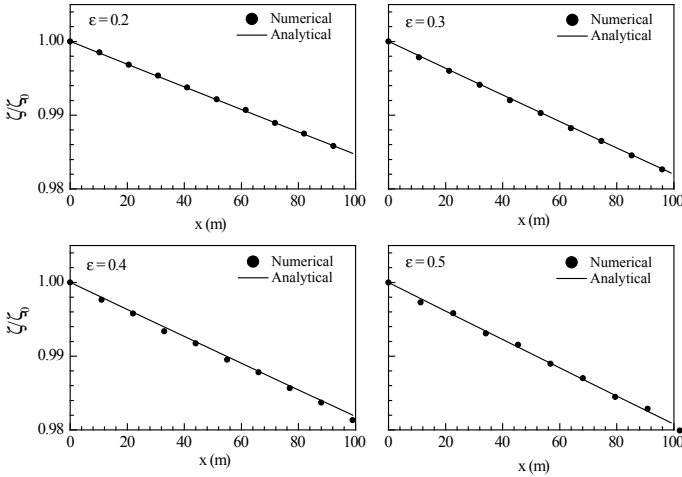 ε = 0.2
Numerical
Analytical
1.00
0.99
0.98
ζ/ζ0
0 20 40 60 80 100
x (m)
ε = 0.3
Numerical
Analytical
0 20 40 60 80 100
x (m)
ε = 0.4
Numerical
Analytical
1.00
0.99
0.98
ζ/ζ0
0 20 40 60 80 100
x (m)
ε = 0.5
Numerical
Analytical
0 20 40 60 80 100
x (m)